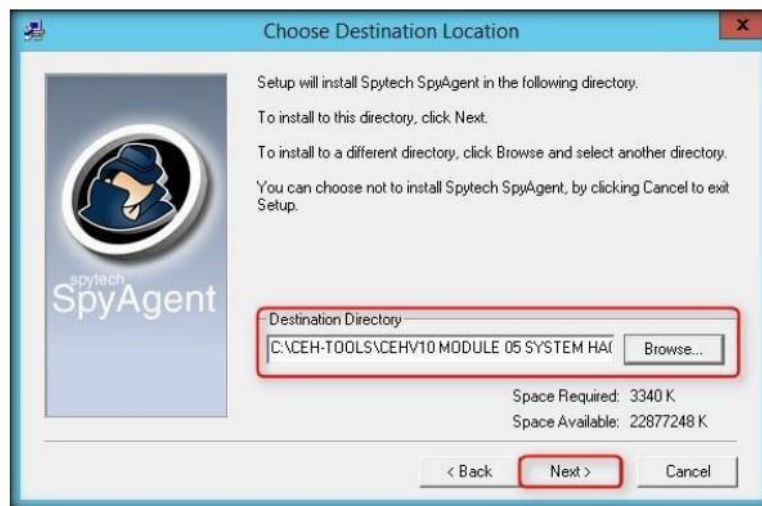 Choose Destination Location
x
Setup will install Spytech SpyAgent in the following directory.
To install to this directory, click Next.
To install to a different directory, click Browse and select another directory.
You can choose not to install Spytech SpyAgent, by clicking Cancel to exit
Setup.
spytech
SpyAgent
Destination Directory
C:\CEH-TOOLS\CEHV10 MODULE 05 SYSTEM HA( Browse...
Space Required: 3340 K
Space Available: 22877248 K
< Back Next > Cancel